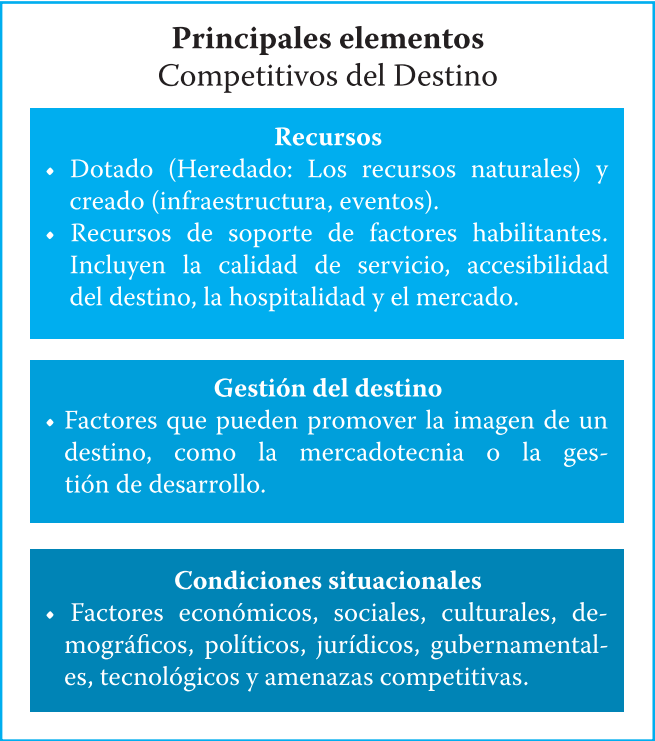 Principales elementos
Competitivos del Destino
Recursos
• Dotado (Heredado: Los recursos naturales) y
creado (infraestructura, eventos).
• Recursos de soporte de factores habilitantes.
Incluyen la calidad de servicio, accesibilidad
del destino, la hospitalidad y el mercado.
Gestión del destino
• Factores que pueden promover la imagen de un
destino, como la mercadotecnia o la ges-
tión de desarrollo.
Condiciones situacionales
• Factores económicos, sociales, culturales, de-
mográficos, políticos, jurídicos, gubernamental-
es, tecnológicos y amenazas competitivas.